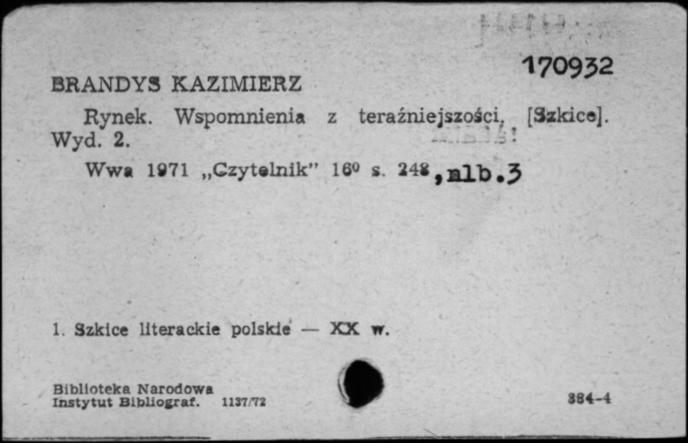 170932
BRANDYS KAZIMIERZ
Rynek. Wspomnienia z teraźniejszości. [Szkice].
Wyd. 2.
Wwa 1971 „Czytelnik” 16⁰ s. 248, nlb. 3
1. Szkice literackie polskie — XX w.
Biblioteka Narodowa
Instytut Bibliograf. 1137/72
384-4